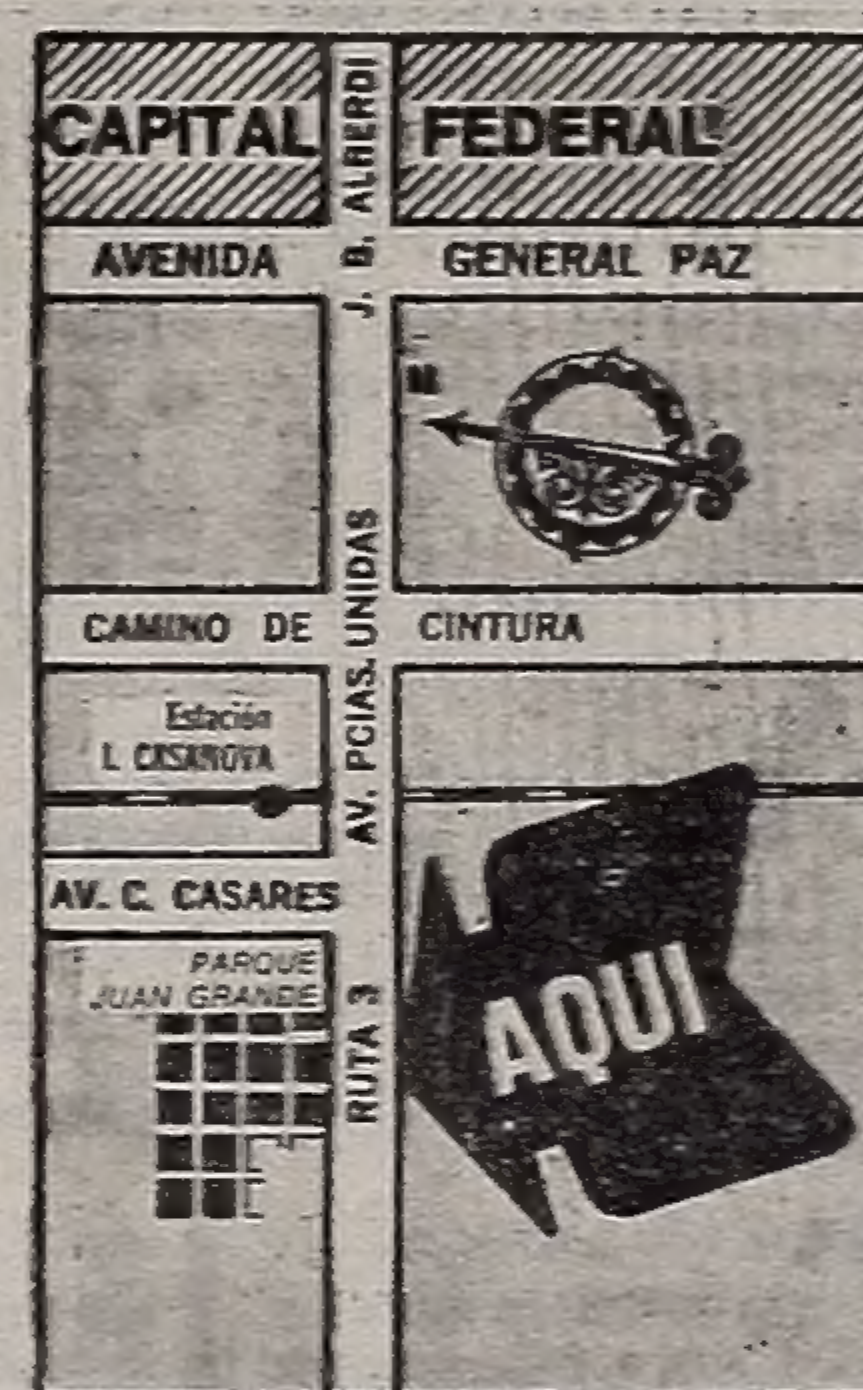 CAPITAL FEDERAL
J. B. ALBERDI
AVENIDA GENERAL PAZ
N
CAMINO DE CINTURA
AV. PCIAS. UNIDAS
Estación
I. CASANOVA
AV. C. CASARES
PARQUE
JUAN GRANDE
RUTA 3
AQUI